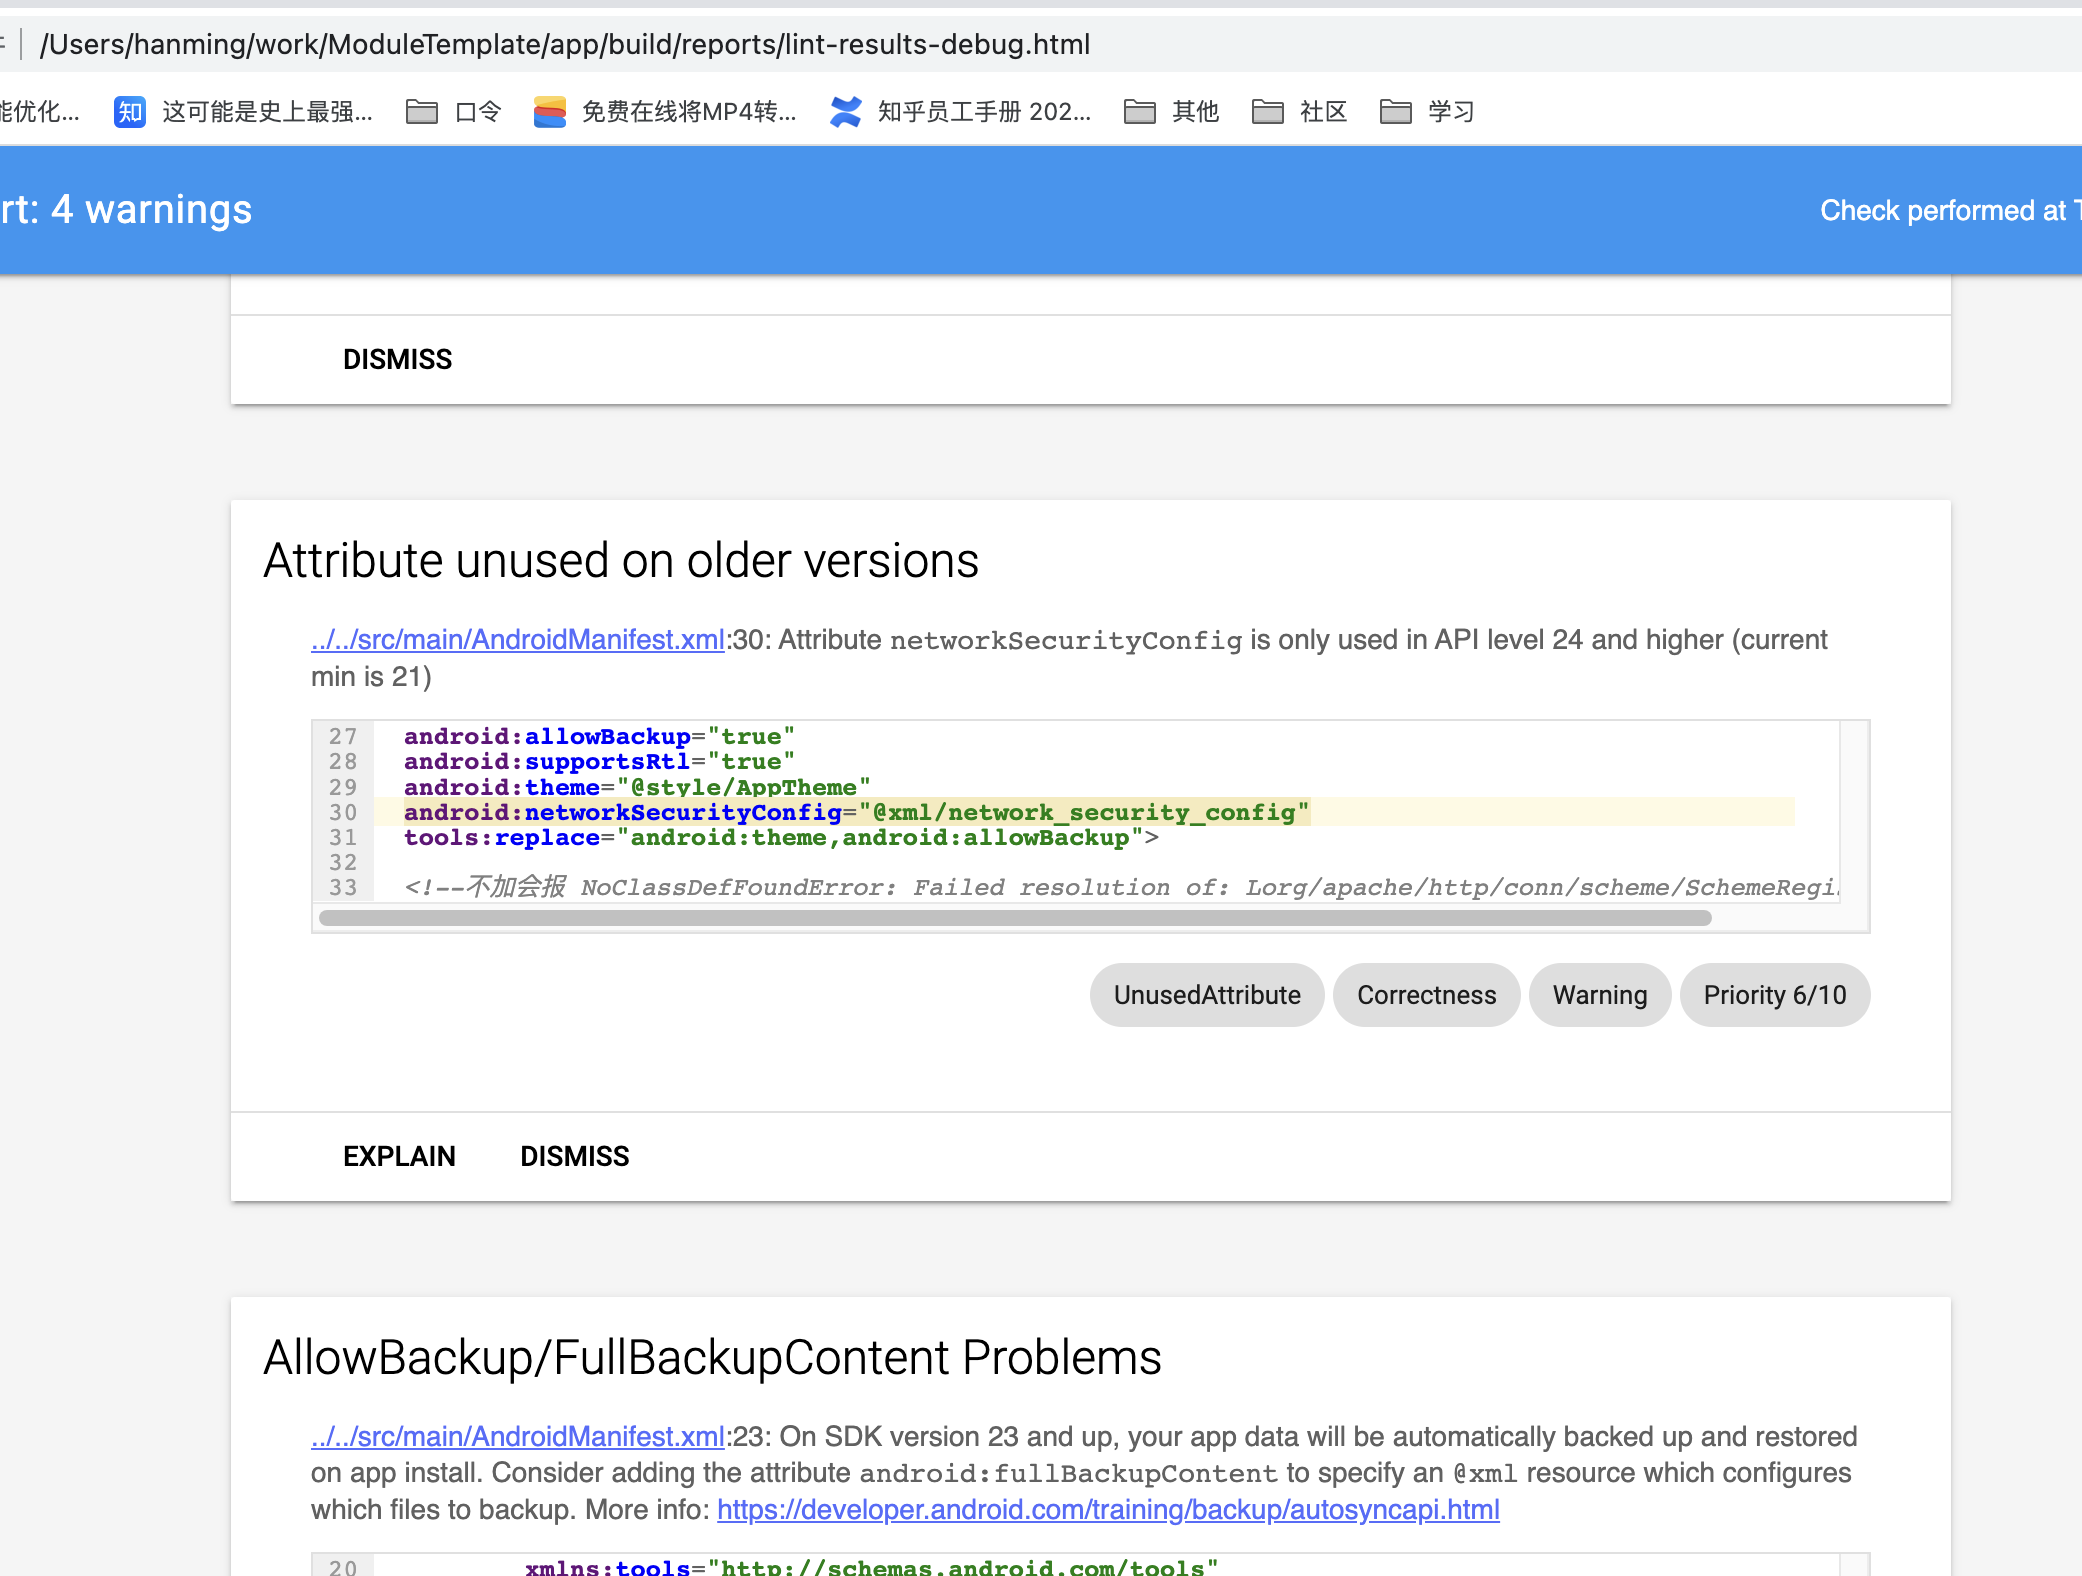 /Users/hanming/work/ModuleTemplate/app/build/reports/lint-results-debug.html
能优化... 知 这可能是史上最强... 口令 免费在线将MP4转... 知乎员工手册 202... 其他 社区 学习
rt: 4 warnings
Check performed at T
DISMISS
Attribute unused on older versions
../../src/main/AndroidManifest.xml:30: Attribute networkSecurityConfig is only used in API level 24 and higher (current
min is 21)
27 android:allowBackup="true"
28 android:supportsRtl="true"
29 android:theme="@style/AppTheme"
30 android:networkSecurityConfig="@xml/network_security_config"
31 tools:replace="android:theme,android:allowBackup">
32
33 <!--不加会报 NoClassDefFoundError: Failed resolution of: Lorg/apache/http/conn/scheme/SchemeRegi
UnusedAttribute Correctness Warning Priority 6/10
EXPLAIN DISMISS
AllowBackup/FullBackupContent Problems
../../src/main/AndroidManifest.xml:23: On SDK version 23 and up, your app data will be automatically backed up and restored
on app install. Consider adding the attribute android:fullBackupContent to specify an @xml resource which configures
which files to backup. More info: https://developer.android.com/training/backup/autosyncapi.html
20 xmlns:tools="http://schemas.android.com/tools"